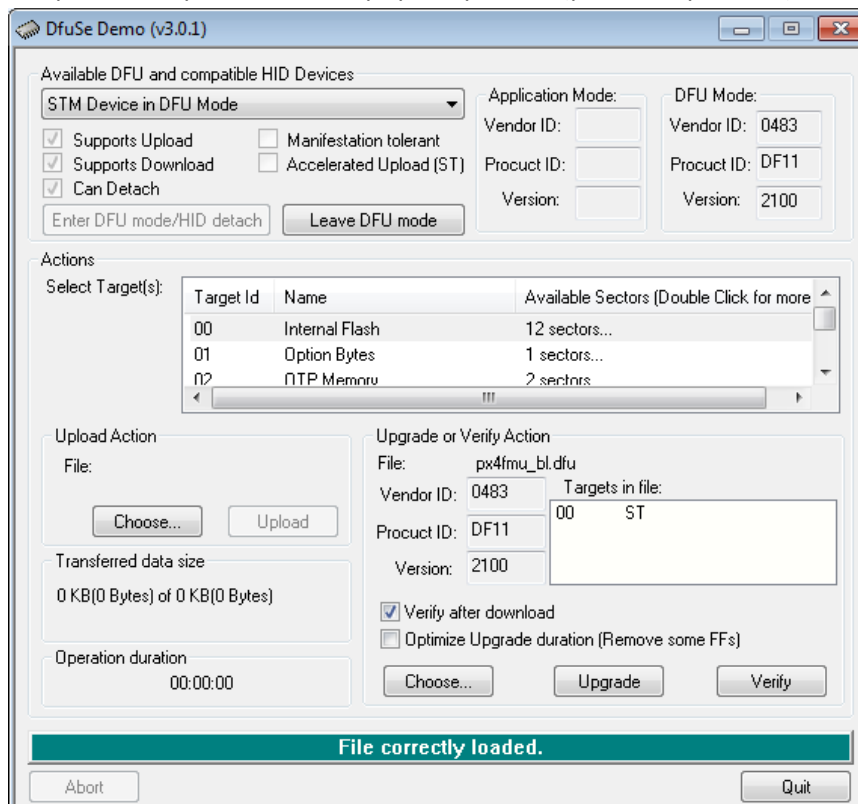 DfuSe Demo (v3.0.1)
Available DFU and compatible HID Devices
STM Device in DFU Mode
Supports Upload
Manifestation tolerant
Supports Download
Accelerated Upload (ST)
Can Detach
Enter DFU mode/HID detach
Leave DFU mode
Application Mode:
Vendor ID:
Procuct ID:
Version:
DFU Mode:
Vendor ID: 0483
Procuct ID: DF11
Version: 2100
Actions
Select Target(s):
Target Id Name Available Sectors (Double Click for more
00 Internal Flash 12 sectors...
01 Option Bytes 1 sectors...
02 OTP Memory 2 sectors
Upload Action
File:
Choose... Upload
Transferred data size
0 KB(0 Bytes) of 0 KB(0 Bytes)
Operation duration
00:00:00
Upgrade or Verify Action
File: px4fmu_bl.dfu
Vendor ID: 0483
Procuct ID: DF11
Version: 2100
Targets in file:
00 ST
Verify after download
Optimize Upgrade duration (Remove some FFs)
Choose... Upgrade Verify
File correctly loaded.
Abort Quit